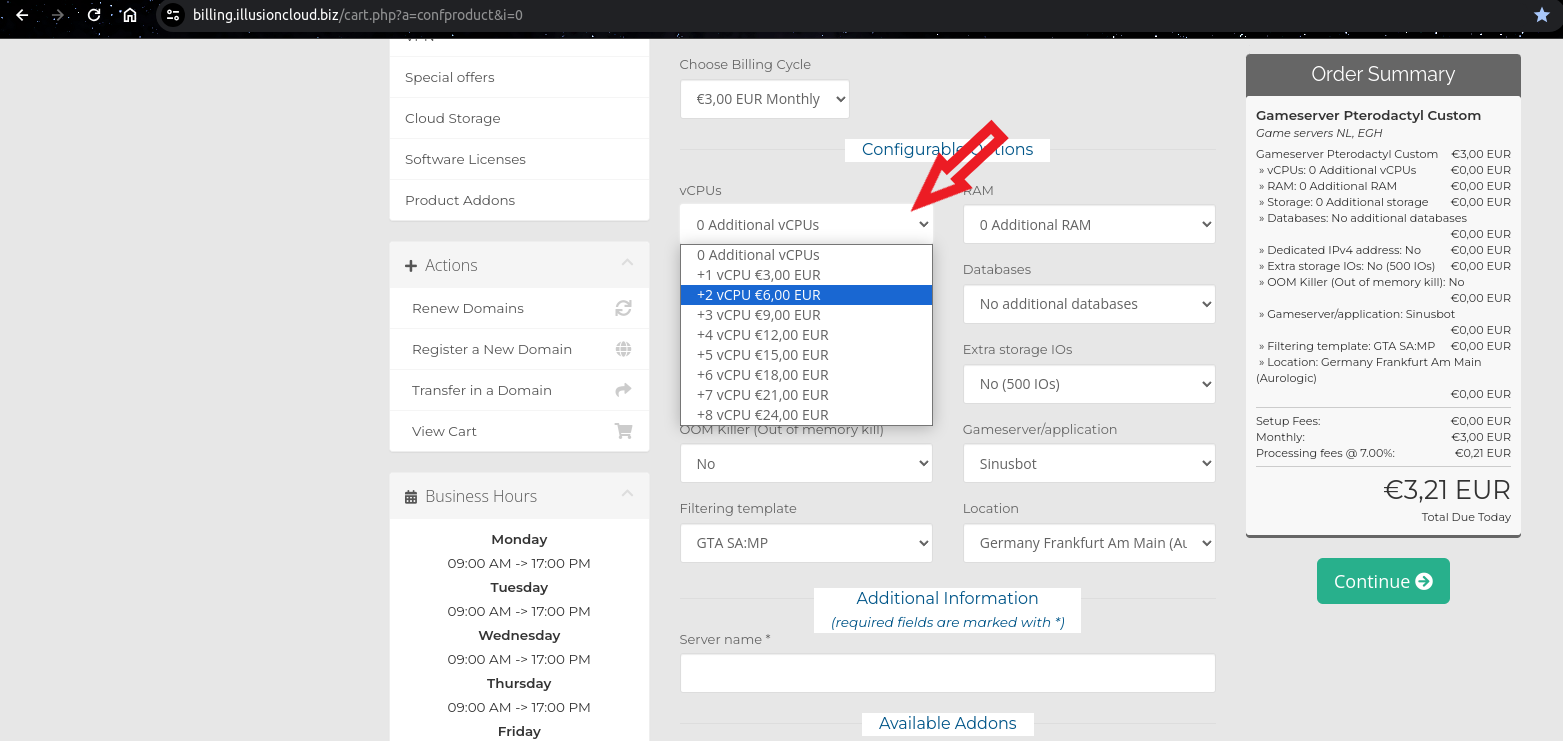 billing.illusioncloud.biz/cart.php?a=confproduct&i=0
Special offers
Cloud Storage
Software Licenses
Product Addons
Actions
Renew Domains
Register a New Domain
Transfer in a Domain
View Cart
Business Hours
Monday
09:00 AM -> 17:00 PM
Tuesday
09:00 AM -> 17:00 PM
Wednesday
09:00 AM -> 17:00 PM
Thursday
09:00 AM -> 17:00 PM
Friday
Choose Billing Cycle
€3,00 EUR Monthly
Configurable Options
vCPUs
0 Additional vCPUs
0 Additional vCPUs
+1 vCPU €3,00 EUR
+2 vCPU €6,00 EUR
+3 vCPU €9,00 EUR
+4 vCPU €12,00 EUR
+5 vCPU €15,00 EUR
+6 vCPU €18,00 EUR
+7 vCPU €21,00 EUR
+8 vCPU €24,00 EUR
RAM
0 Additional RAM
Databases
No additional databases
Extra storage IOs
No (500 IOs)
OOM Killer (Out of memory kill)
No
Gameserver/application
Sinusbot
Filtering template
GTA SA:MP
Location
Germany Frankfurt Am Main (Au
Additional Information
(required fields are marked with *)
Server name *
Available Addons
Order Summary
Gameserver Pterodactyl Custom
Game servers NL, EGH
Gameserver Pterodactyl Custom €3,00 EUR
» vCPUs: 0 Additional vCPUs €0,00 EUR
» RAM: 0 Additional RAM €0,00 EUR
» Storage: 0 Additional storage €0,00 EUR
» Databases: No additional databases
€0,00 EUR
» Dedicated IPv4 address: No €0,00 EUR
» Extra storage IOs: No (500 IOs) €0,00 EUR
» OOM Killer (Out of memory kill): No
€0,00 EUR
» Gameserver/application: Sinusbot
€0,00 EUR
» Filtering template: GTA SA:MP €0,00 EUR
» Location: Germany Frankfurt Am Main
(Aurologic)
€0,00 EUR
Setup Fees: €0,00 EUR
Monthly: €3,00 EUR
Processing fees @ 7.00%: €0,21 EUR
€3,21 EUR
Total Due Today
Continue